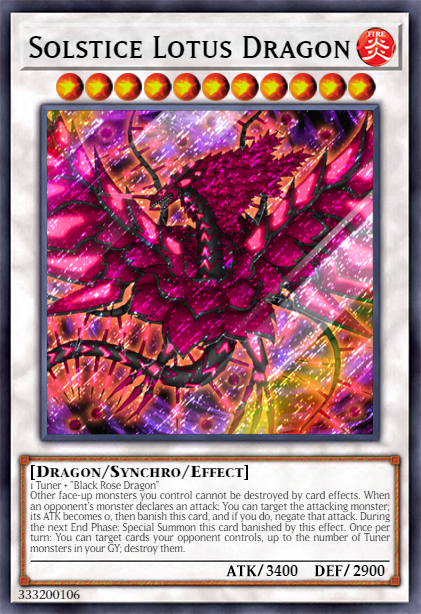 SOLSTICE LOTUS DRAGON
FIRE
炎
[DRAGON/SYNCHRO/EFFECT]
1 Tuner + "Black Rose Dragon"
Other face-up monsters you control cannot be destroyed by card effects. When
an opponent's monster declares an attack: You can target the attacking monster;
its ATK becomes 0, then banish this card, and if you do, negate that attack. During
the next End Phase: Special Summon this card banished by this effect. Once per
turn: You can target cards your opponent controls, up to the number of Tuner
monsters in your GY; destroy them.
ATK/3400 DEF/2900
333200106